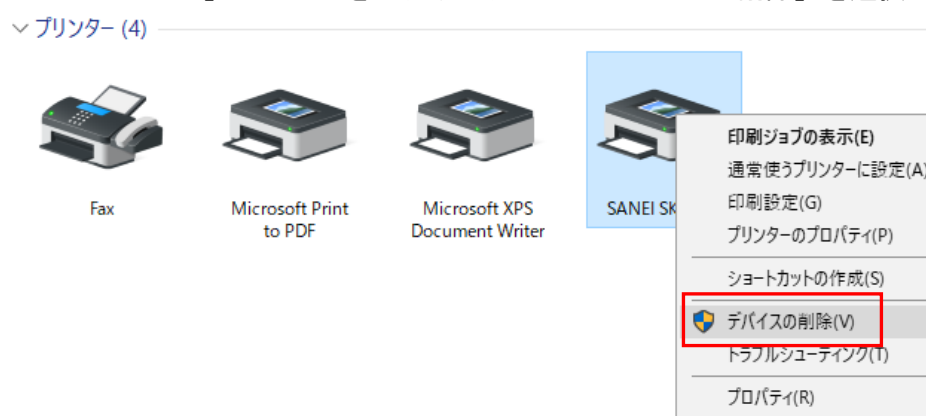 プリンター (4)
印刷ジョブの表示(E)
通常使うプリンターに設定(A)
印刷設定(G)
プリンターのプロパティ(P)
ショートカットの作成(S)
デバイスの削除(V)
トラブルシューティング(T)
プロパティ(R)
Fax
Microsoft Print
to PDF
Microsoft XPS
Document Writer
SANEI SK